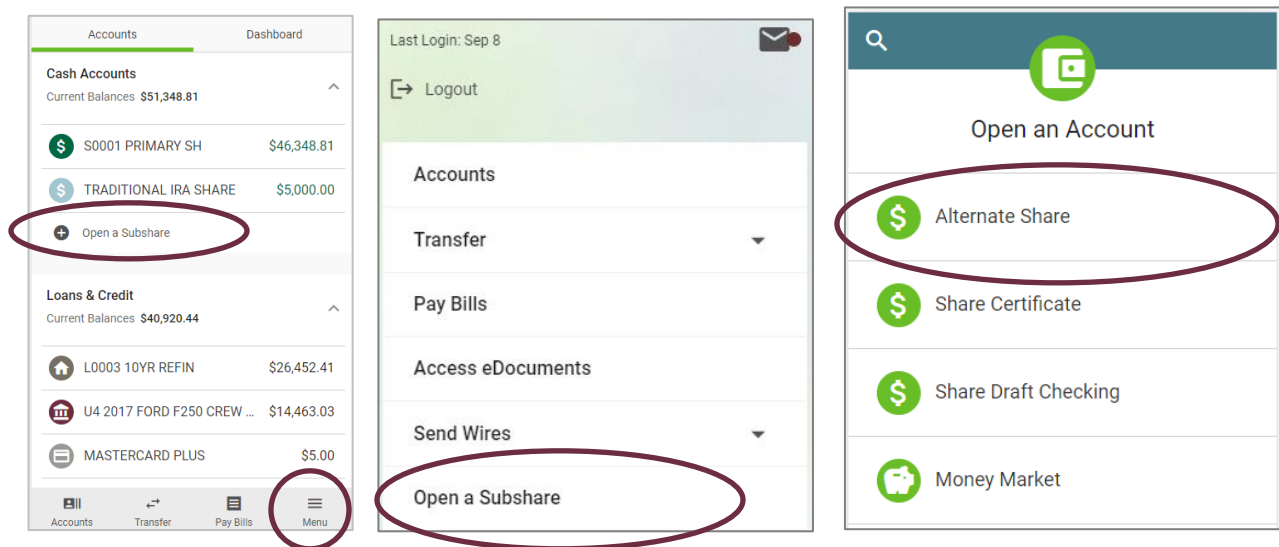 Accounts Dashboard
Cash Accounts
Current Balances $51,348.81
S0001 PRIMARY SH $46,348.81
TRADITIONAL IRA SHARE $5,000.00
Open a Subshare
Loans & Credit
Current Balances $40,920.44
L0003 10YR REFIN $26,452.41
U4 2017 FORD F250 CREW ... $14,463.03
MASTERCARD PLUS $5.00
Accounts Transfer Pay Bills Menu
Last Login: Sep 8
Logout
Accounts
Transfer
Pay Bills
Access eDocuments
Send Wires
Open a Subshare
Open an Account
Alternate Share
Share Certificate
Share Draft Checking
Money Market